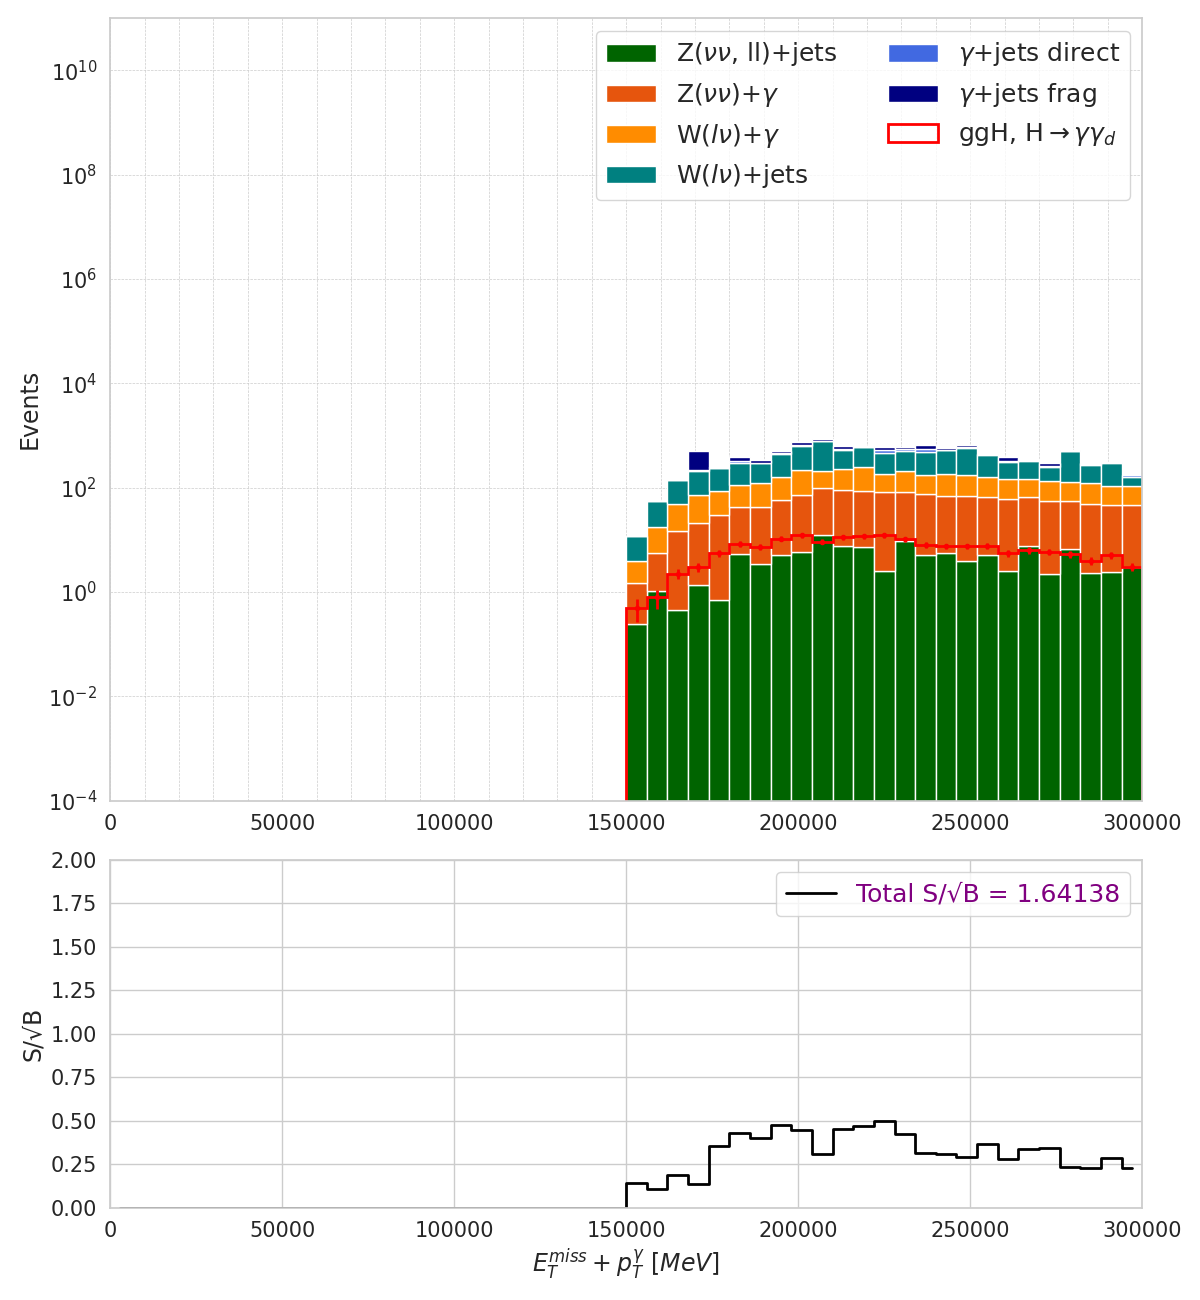 Z(νν, ll)+jets
Z(νν)+γ
W(lν)+γ
W(lν)+jets
γ+jets direct
γ+jets frag
ggH, H→γγ_d
Events
10^10
10^8
10^6
10^4
10^2
10^0
10^−2
10^−4
0 50000 100000 150000 200000 250000 300000
Total S/√B = 1.64138
S/√B
2.00
1.75
1.50
1.25
1.00
0.75
0.50
0.25
0.00
0 50000 100000 150000 200000 250000 300000
E_T^miss + p_T^γ [MeV]